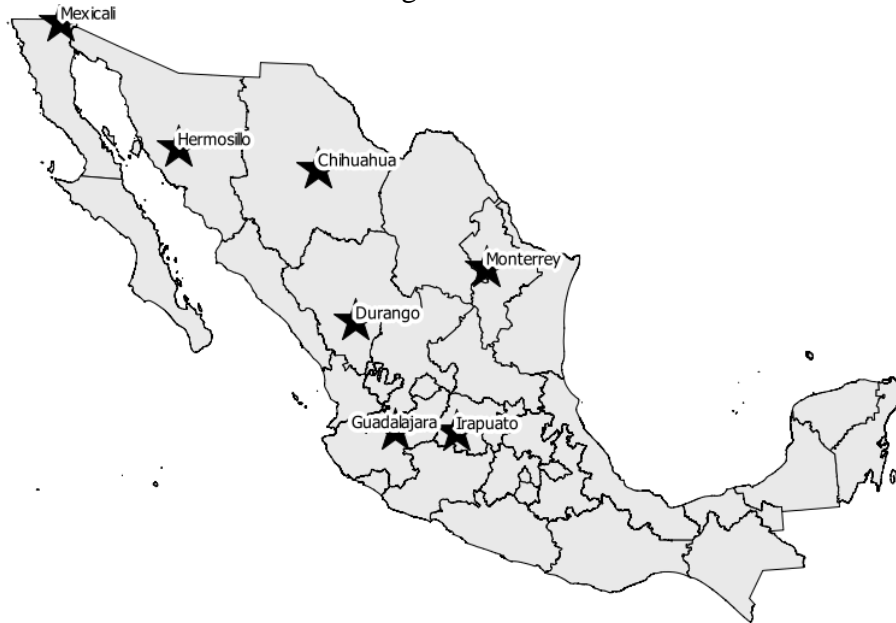 Mexicali
Hermosillo
Chihuahua
Monterrey
Durango
Guadalajara
Irapuato